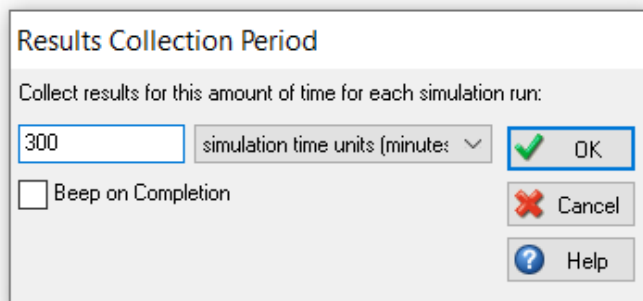 Results Collection Period
Collect results for this amount of time for each simulation run:
300
simulation time units (minutes
OK
Beep on Completion
Cancel
Help